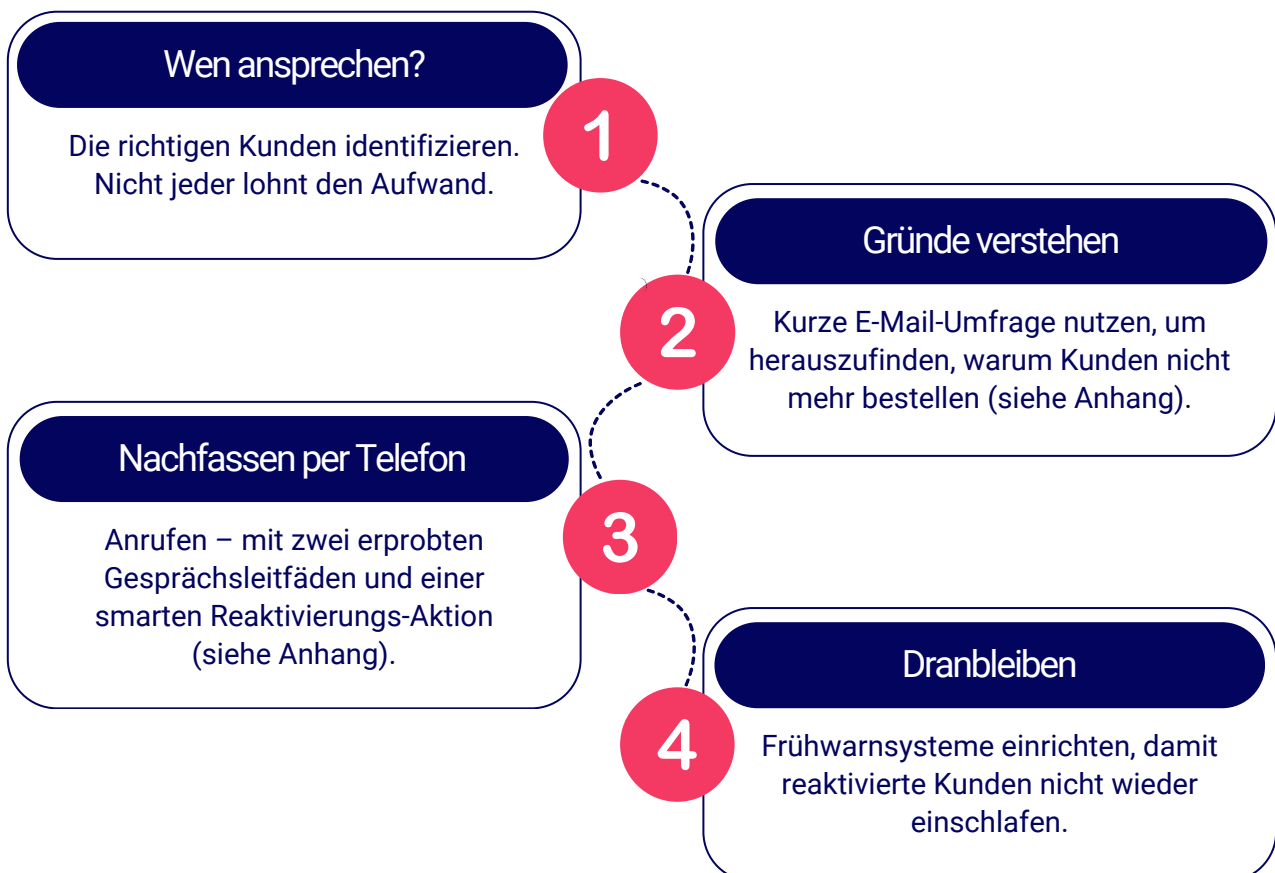 Wen ansprechen?
1
Die richtigen Kunden identifizieren.
Nicht jeder lohnt den Aufwand.
Gründe verstehen
2
Kurze E-Mail-Umfrage nutzen, um
herauszufinden, warum Kunden nicht
mehr bestellen (siehe Anhang).
Nachfassen per Telefon
3
Anrufen – mit zwei erprobten
Gesprächsleitfäden und einer
smarten Reaktivierungs-Aktion
(siehe Anhang).
Dranbleiben
4
Frühwarnsysteme einrichten, damit
reaktivierte Kunden nicht wieder
einschlafen.